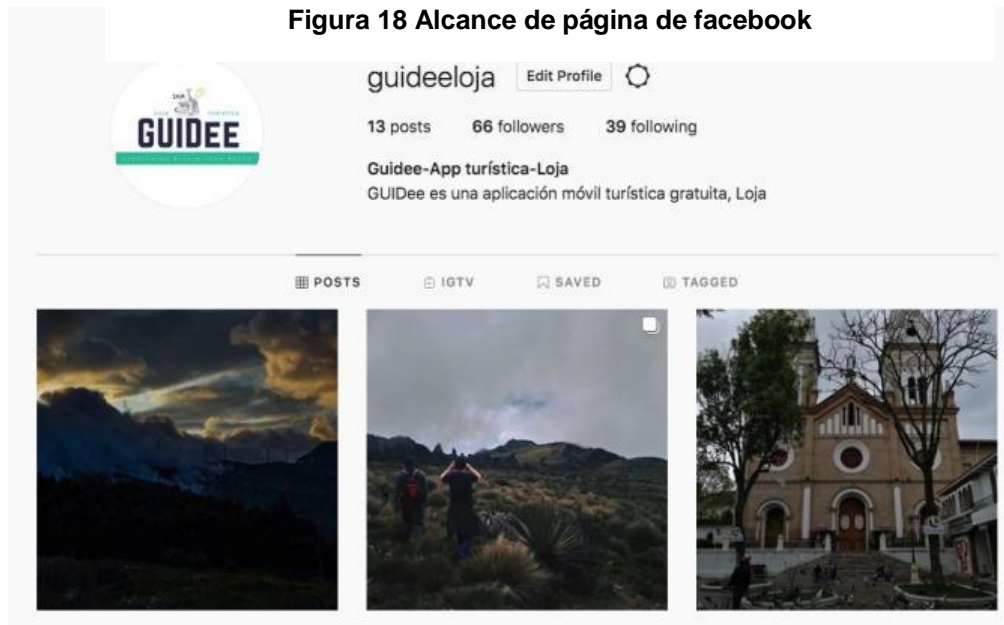 Figura 18 Alcance de página de facebook
guideeloja Edit Profile
13 posts 66 followers 39 following
Guidee-App turística-Loja
GUIDee es una aplicación móvil turística gratuita, Loja
GUIDEE
POSTS IGTV SAVED TAGGED